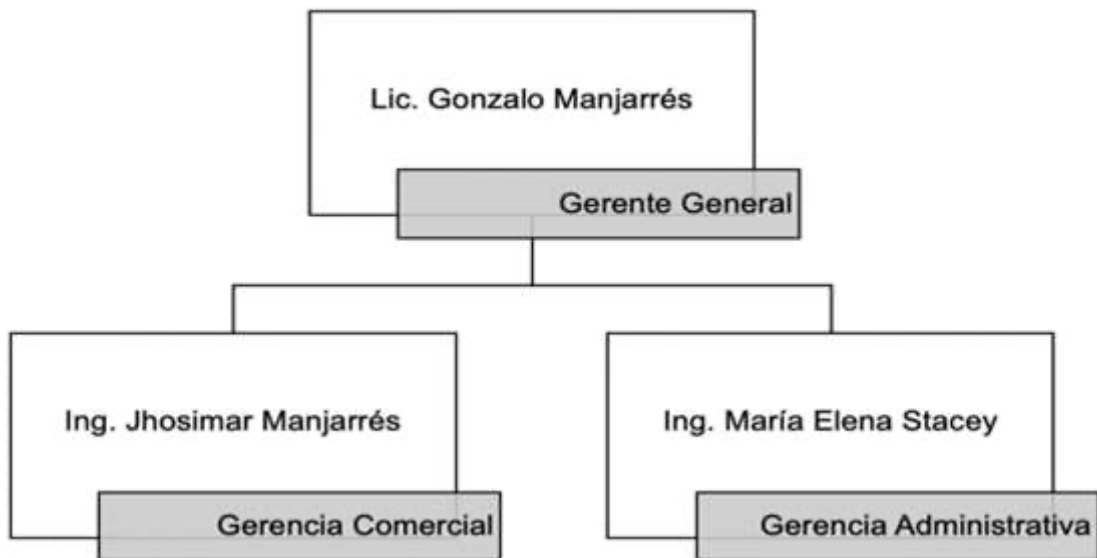 Lic. Gonzalo Manjarrés
Gerente General
Ing. Jhosimar Manjarrés
Gerencia Comercial
Ing. María Elena Stacey
Gerencia Administrativa